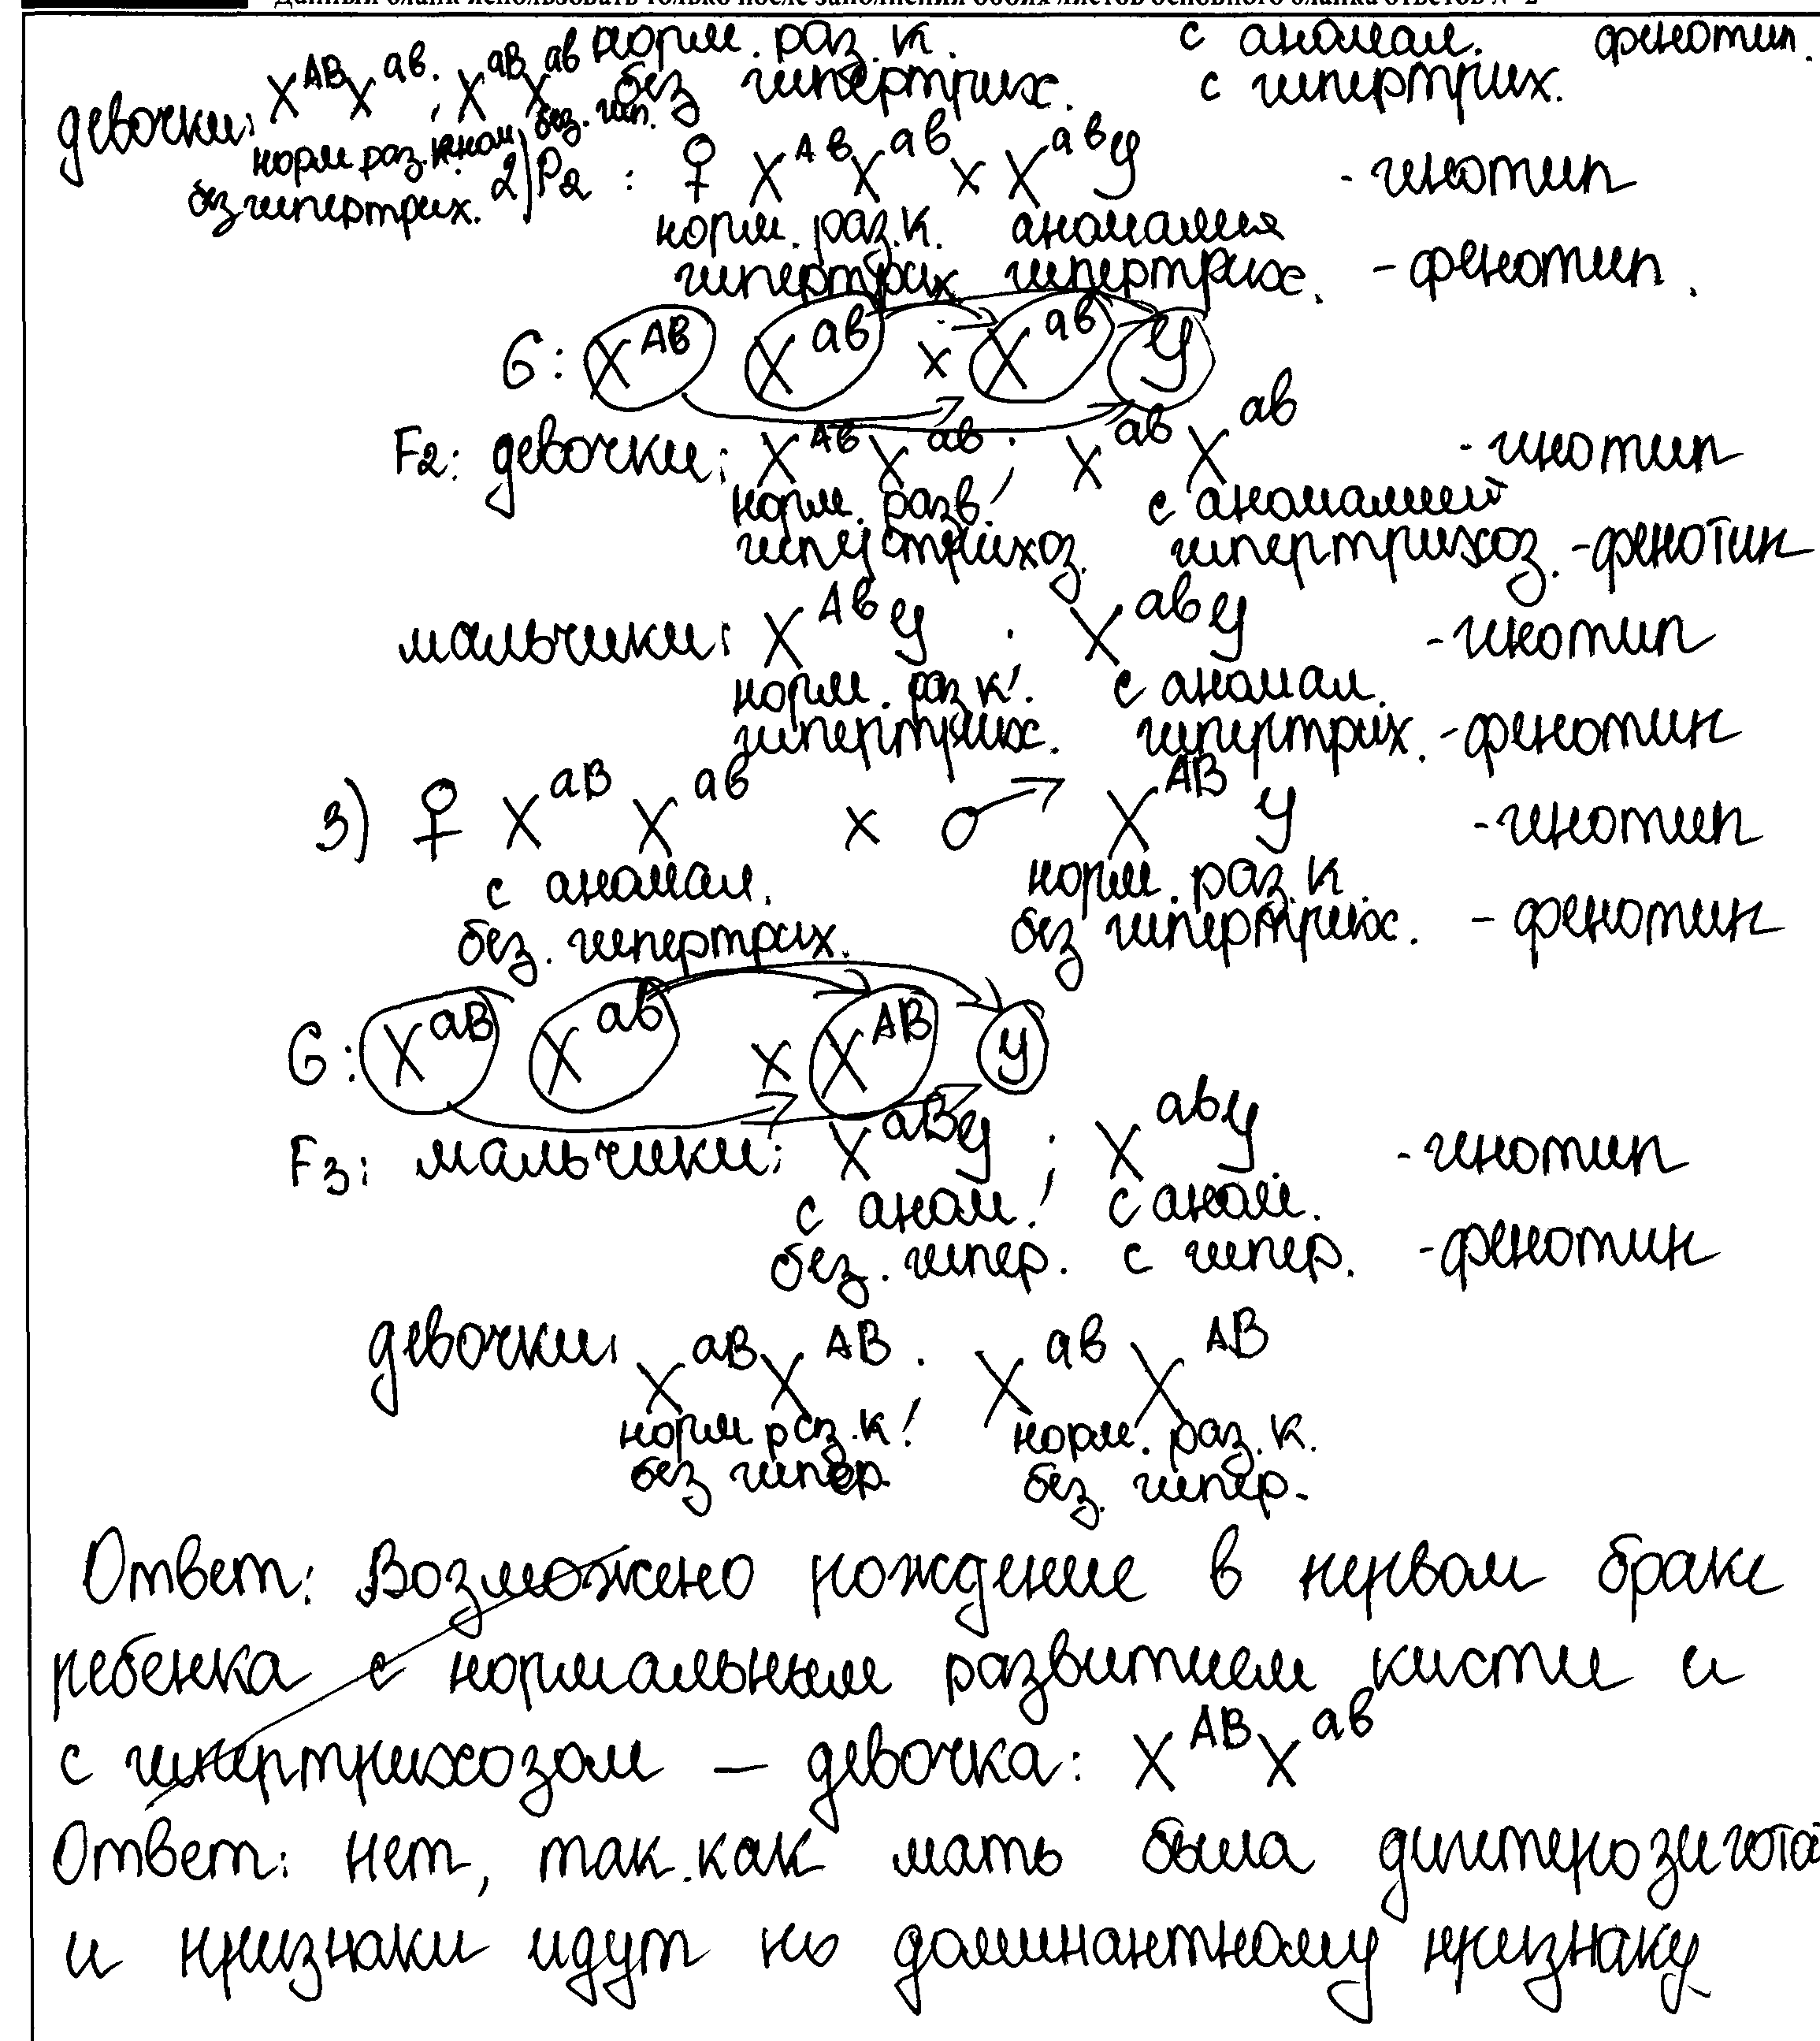 Данный бланк использовать только после заполнения обоих листов основного бланка ответов № 2
норм. раз. к. с аномал. фенотип.
без гипертрих. с гипертрих.
девочки: X^AB X^ab ; X^aB X^ab
норм. раз. к. аном, без. гип.
без гипертрих.
2) P2 : ♀ X^Ab X^ab x X^ab У - генотип
норм. раз. к. аномалия
гипертрих гипертрих. - фенотип.
G: X^Ab X^ab x X^ab У
F2: девочки: X^Ab X^ab ; X^ab X^ab - генотип
норм. разв. с аномалией
гипертрихоз. гипертрихоз. - фенотип
мальчики: X^Ab У ; X^ab У - генотип
норм. раз к. с аномал.
гипертрих. гипертрих. - фенотип
3) ♀ X^aB X^ab x ♂ X^AB У - генотип
с аномал. норм. раз. к
без. гипертрих. без гипертрих. - фенотип
G: X^aB X^ab x X^AB У
F3: мальчики: X^aB У ; X^ab У - генотип
с аном. с аном.
без. гипер. с гипер. - фенотип
девочки: X^aB X^AB ; X^ab X^AB
норм. раз. к. норм. раз. к.
без гипер. без. гипер.
Ответ: Возможено рождение в первом браке
ребенка с нормальным развитием кисти и
с гипертрихозом – девочка: X^AB X^ab
Ответ: нет, так. как мать была дигетерозигота
и признаки идут по доминантному признаку